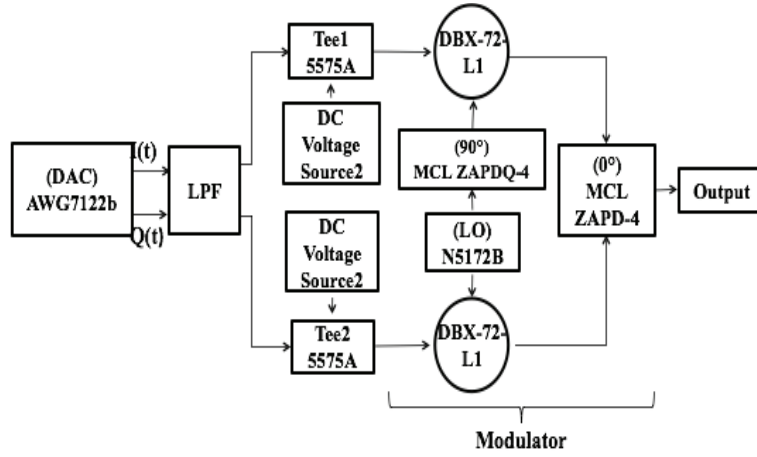 (DAC)
AWG7122b
I(t)
Q(t)
LPF
Tee1
5575A
DC
Voltage
Source2
DC
Voltage
Source2
Tee2
5575A
DBX-72-
L1
(90°)
MCL ZAPDQ-4
(LO)
N5172B
DBX-72-
L1
(0°)
MCL
ZAPD-4
Output
Modulator